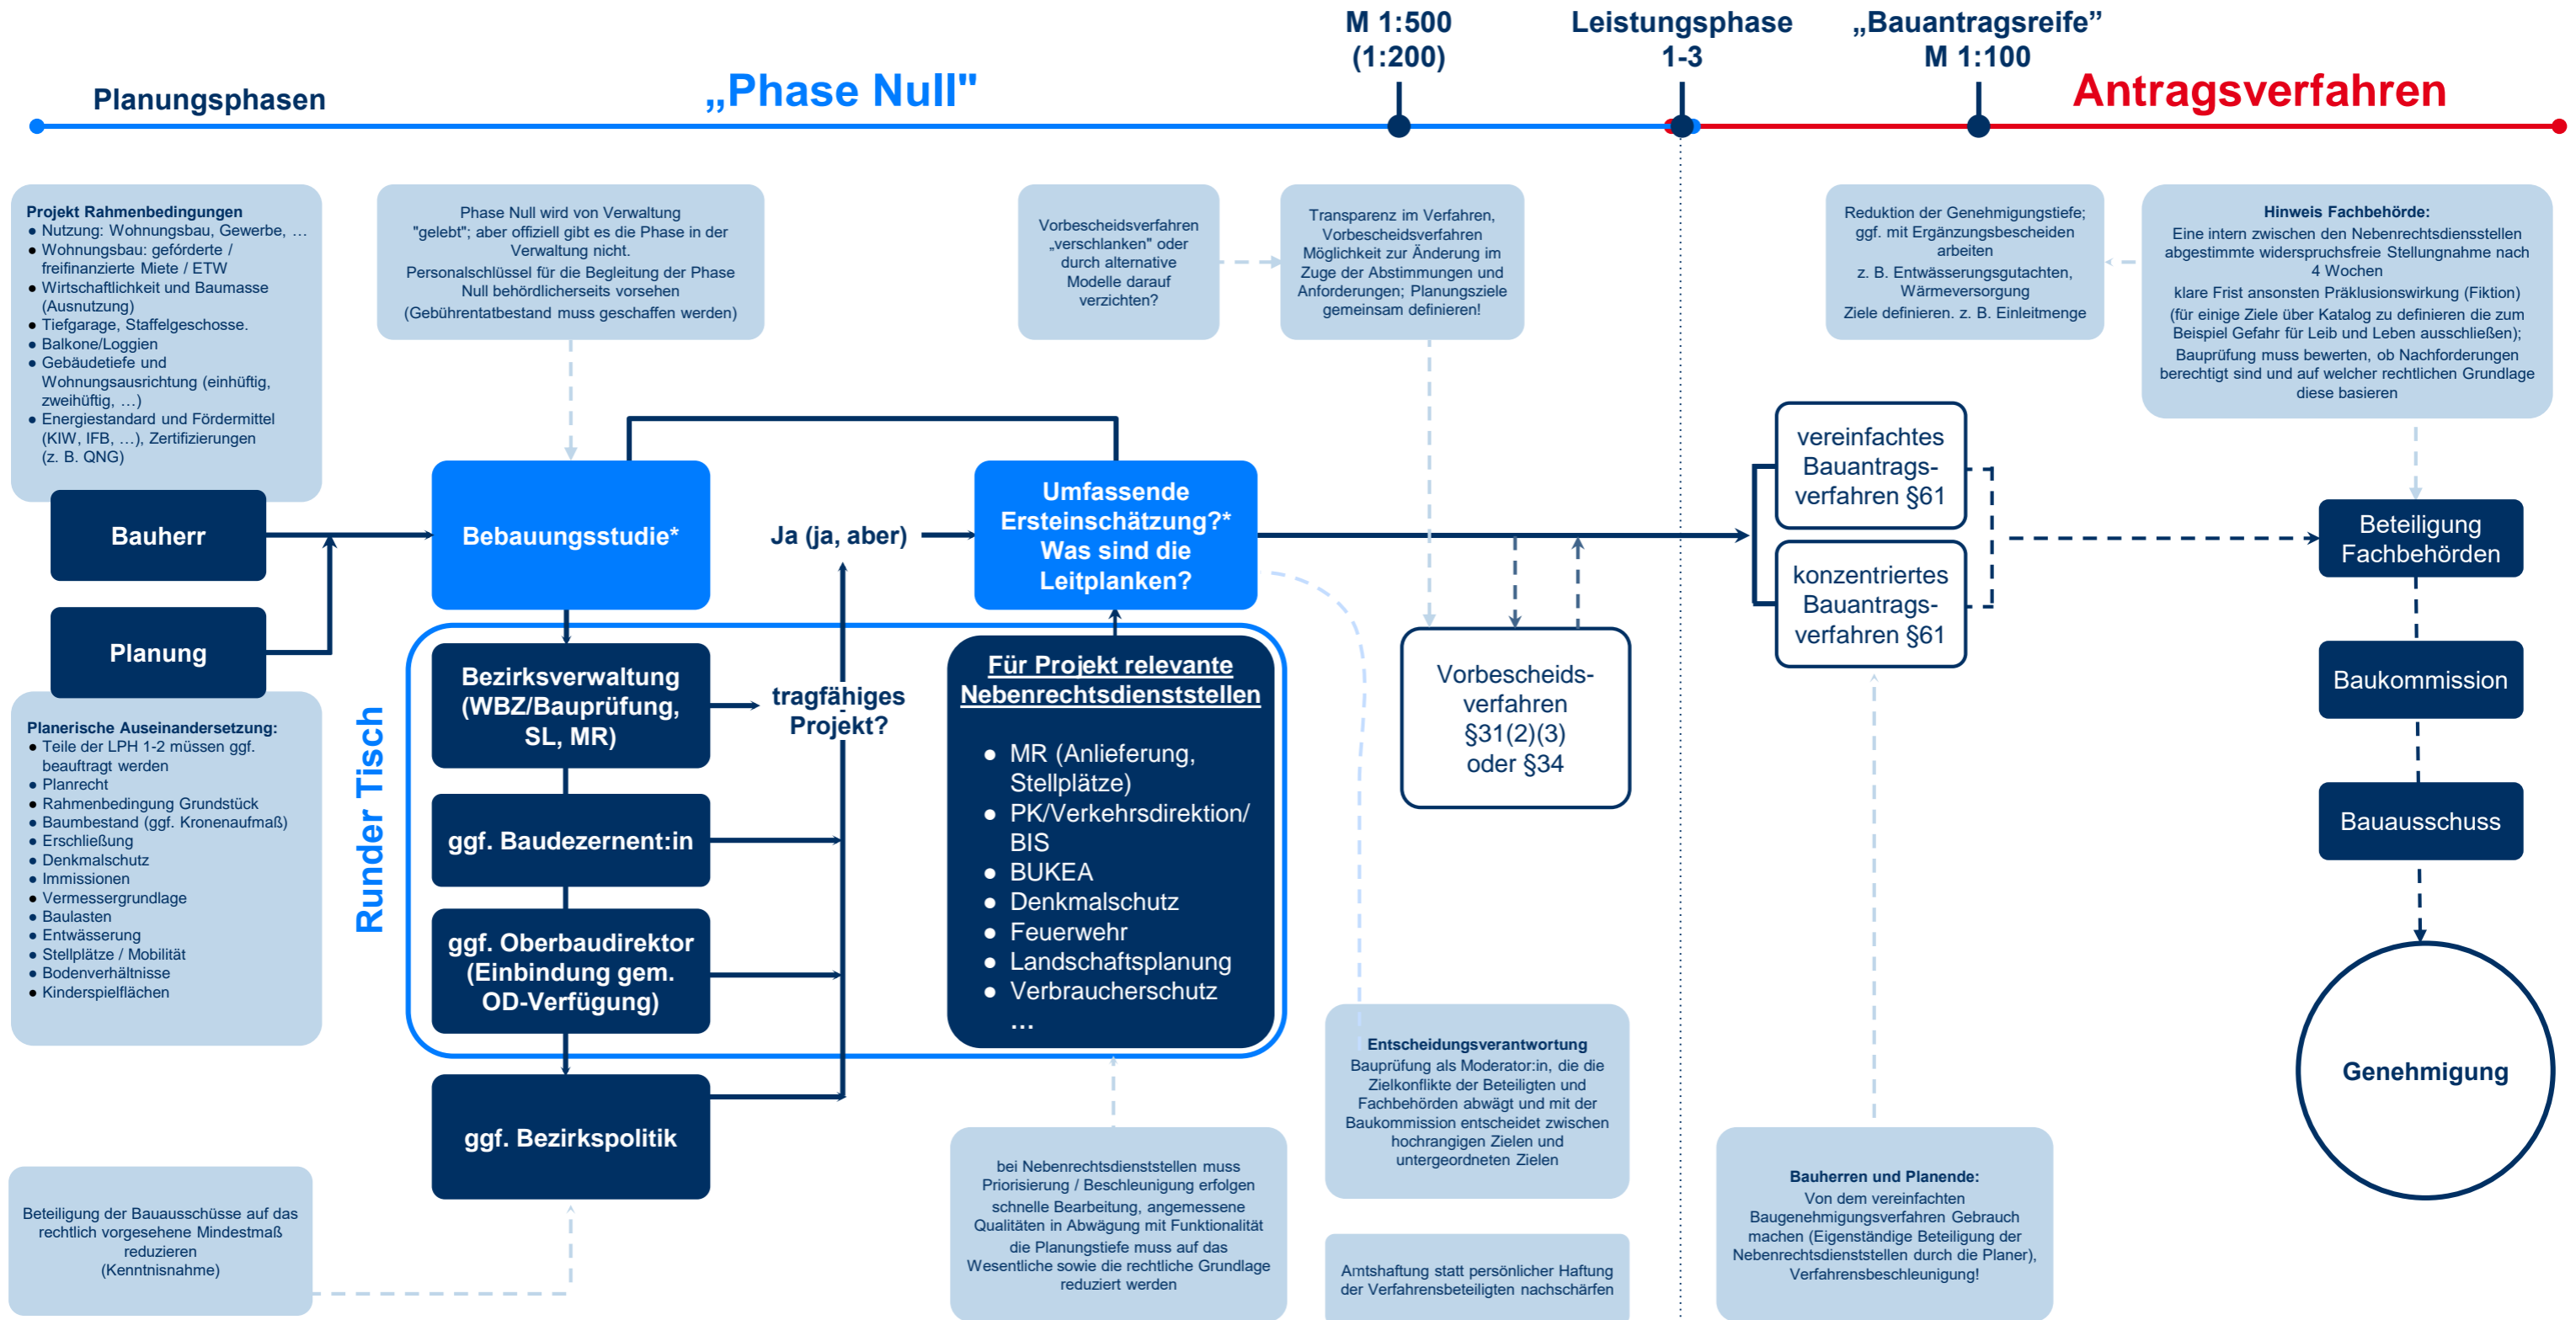 Planungsphasen
„Phase Null"
M 1:500
(1:200)
Leistungsphase
1-3
„Bauantragsreife”
M 1:100
Antragsverfahren
Projekt Rahmenbedingungen
● Nutzung: Wohnungsbau, Gewerbe, …
● Wohnungsbau: geförderte /
freifinanzierte Miete / ETW
● Wirtschaftlichkeit und Baumasse
(Ausnutzung)
● Tiefgarage, Staffelgeschosse.
● Balkone/Loggien
● Gebäudetiefe und
Wohnungsausrichtung (einhüftig,
zweihüftig, …)
● Energiestandard und Fördermittel
(KIW, IFB, …), Zertifizierungen
(z. B. QNG)
Phase Null wird von Verwaltung
"gelebt"; aber offiziell gibt es die Phase in der
Verwaltung nicht.
Personalschlüssel für die Begleitung der Phase
Null behördlicherseits vorsehen
(Gebührentatbestand muss geschaffen werden)
Vorbescheidsverfahren
„verschlanken" oder
durch alternative
Modelle darauf
verzichten?
Transparenz im Verfahren,
Vorbescheidsverfahren
Möglichkeit zur Änderung im
Zuge der Abstimmungen und
Anforderungen; Planungsziele
gemeinsam definieren!
Reduktion der Genehmigungstiefe;
ggf. mit Ergänzungsbescheiden
arbeiten
z. B. Entwässerungsgutachten,
Wärmeversorgung
Ziele definieren. z. B. Einleitmenge
Hinweis Fachbehörde:
Eine intern zwischen den Nebenrechtsdiensstellen
abgestimmte widerspruchsfreie Stellungnahme nach
4 Wochen
klare Frist ansonsten Präklusionswirkung (Fiktion)
(für einige Ziele über Katalog zu definieren die zum
Beispiel Gefahr für Leib und Leben ausschließen);
Bauprüfung muss bewerten, ob Nachforderungen
berechtigt sind und auf welcher rechtlichen Grundlage
diese basieren
Bauherr
Planung
Bebauungsstudie*
Ja (ja, aber)
Umfassende
Ersteinschätzung?*
Was sind die
Leitplanken?
vereinfachtes
Bauantrags-
verfahren §61
konzentriertes
Bauantrags-
verfahren §61
Beteiligung
Fachbehörden
Baukommission
Bauausschuss
Genehmigung
Planerische Auseinandersetzung:
● Teile der LPH 1-2 müssen ggf.
beauftragt werden
● Planrecht
● Rahmenbedingung Grundstück
● Baumbestand (ggf. Kronenaufmaß)
● Erschließung
● Denkmalschutz
● Immissionen
● Vermessergrundlage
● Baulasten
● Entwässerung
● Stellplätze / Mobilität
● Bodenverhältnisse
● Kinderspielflächen
Runder Tisch
Bezirksverwaltung
(WBZ/Bauprüfung,
SL, MR)
tragfähiges
Projekt?
ggf. Baudezernent:in
ggf. Oberbaudirektor
(Einbindung gem.
OD-Verfügung)
ggf. Bezirkspolitik
Für Projekt relevante
Nebenrechtsdienststellen
● MR (Anlieferung,
Stellplätze)
● PK/Verkehrsdirektion/
BIS
● BUKEA
● Denkmalschutz
● Feuerwehr
● Landschaftsplanung
● Verbraucherschutz
…
Vorbescheids-
verfahren
§31(2)(3)
oder §34
Beteiligung der Bauausschüsse auf das
rechtlich vorgesehene Mindestmaß
reduzieren
(Kenntnisnahme)
bei Nebenrechtsdienststellen muss
Priorisierung / Beschleunigung erfolgen
schnelle Bearbeitung, angemessene
Qualitäten in Abwägung mit Funktionalität
die Planungstiefe muss auf das
Wesentliche sowie die rechtliche Grundlage
reduziert werden
Entscheidungsverantwortung
Bauprüfung als Moderator:in, die die
Zielkonflikte der Beteiligten und
Fachbehörden abwägt und mit der
Baukommission entscheidet zwischen
hochrangigen Zielen und
untergeordneten Zielen
Amtshaftung statt persönlicher Haftung
der Verfahrensbeteiligten nachschärfen
Bauherren und Planende:
Von dem vereinfachten
Baugenehmigungsverfahren Gebrauch
machen (Eigenständige Beteiligung der
Nebenrechtsdienststellen durch die Planer),
Verfahrensbeschleunigung!